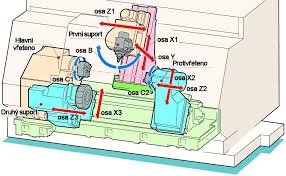 osa Z1
Hlavní
vřeteno
První suport
osa X1
osa B
osa Y
Protivřeteno
osa C1
osa X2
osa C2
osa Z2
Druhý suport
osa X3
osa Z3